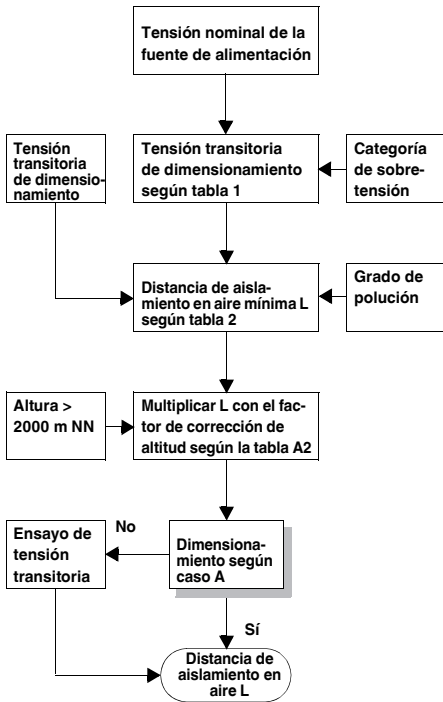 Tensión nominal de la
fuente de alimentación
Tensión
transitoria
de dimensio-
namiento
Tensión transitoria
de dimensionamiento
según tabla 1
Categoría
de sobre-
tensión
Distancia de aisla-
miento en aire mínima L
según tabla 2
Grado de
polución
Altura >
2000 m NN
Multiplicar L con el fac-
tor de corrección de
altitud según la tabla A2
Ensayo de
tensión
transitoria
No
Dimensiona-
miento según
caso A
Sí
Distancia de
aislamiento en
aire L